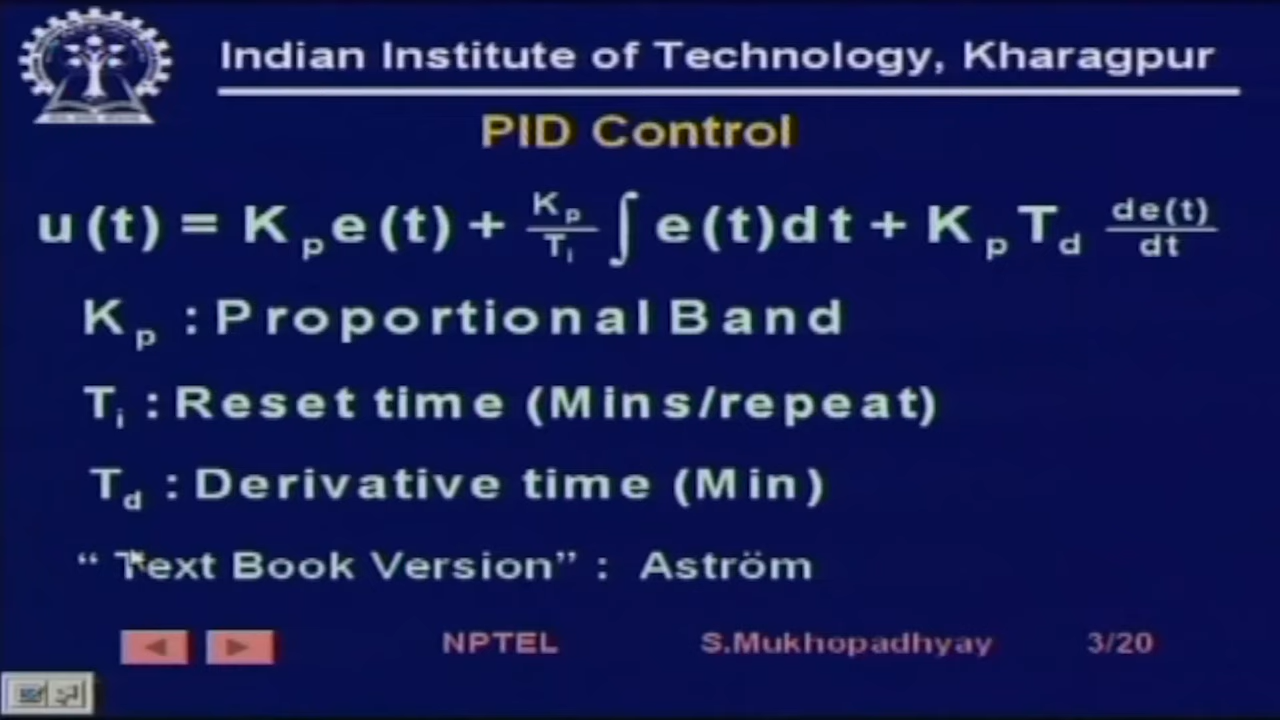 Indian Institute of Technology, Kharagpur
PID Control
u(t) = K_p e(t) + K_p/T_i ∫ e(t)dt + K_p T_d de(t)/dt
K_p : Proportional Band
T_i : Reset time (Mins/repeat)
T_d : Derivative time (Min)
“ Text Book Version” : Aström
NPTEL S.Mukhopadhyay 3/20